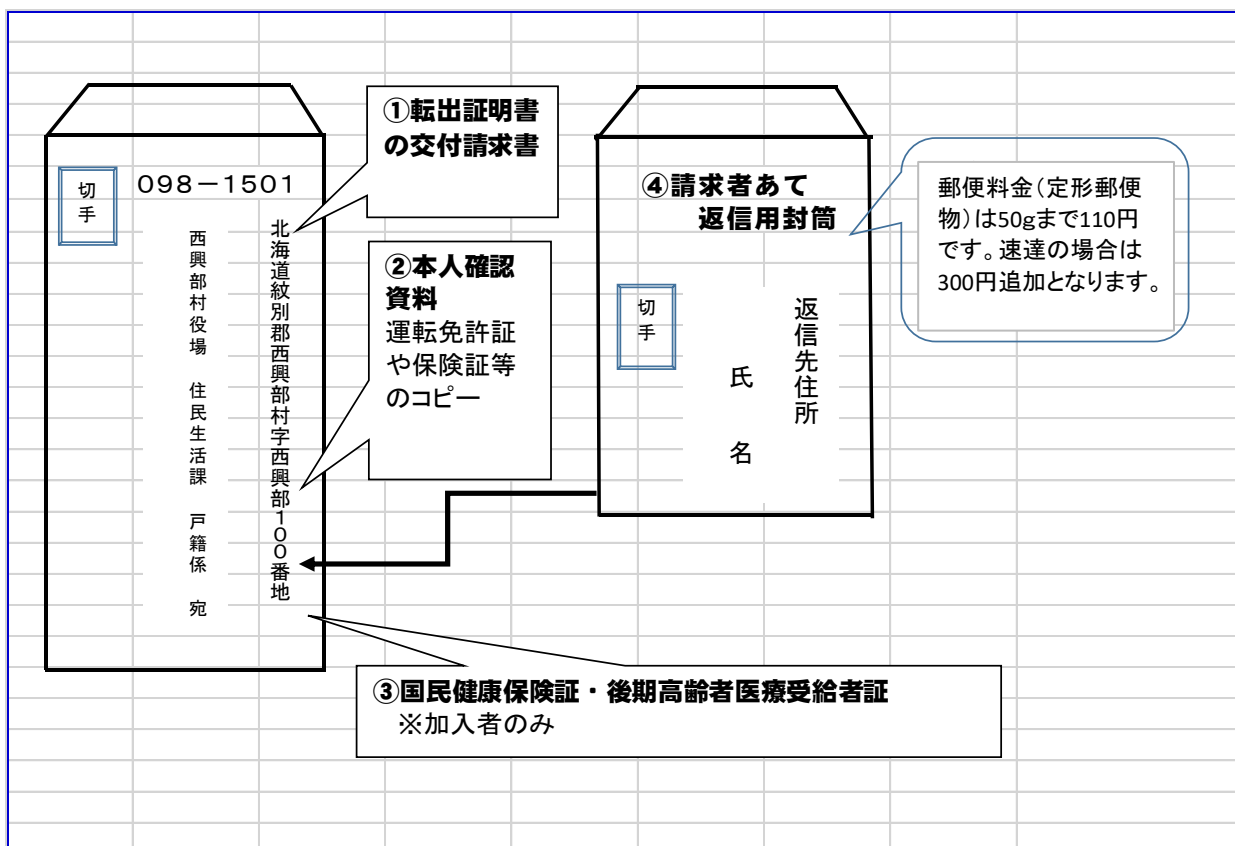 切手
０９８－１５０１
北海道紋別郡西興部村字西興部１００番地
西興部村役場　住民生活課　戸籍係　宛
①転出証明書
の交付請求書
②本人確認
資料
運転免許証
や保険証等
のコピー
③国民健康保険証・後期高齢者医療受給者証
※加入者のみ
④請求者あて
返信用封筒
切手
返信先住所
氏　名
郵便料金（定形郵便
物）は50gまで110円
です。速達の場合は
300円追加となります。